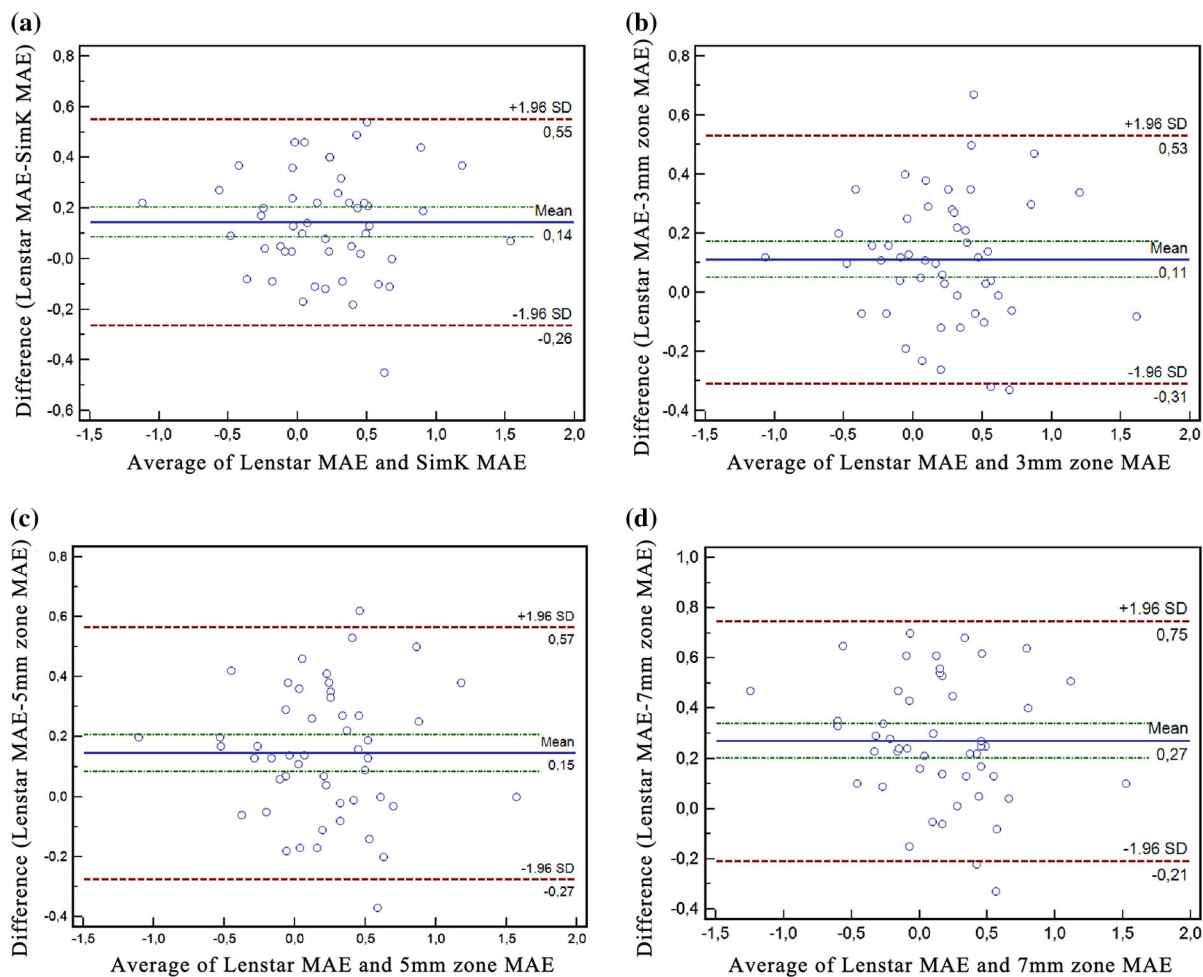 (a)
Difference (Lenstar MAE-SimK MAE)
0,8
0,6
0,4
0,2
-0,0
-0,2
-0,4
-0,6
+1.96 SD
0,55
Mean
0,14
-1.96 SD
-0,26
-1,5 -1,0 -0,5 0,0 0,5 1,0 1,5 2,0
Average of Lenstar MAE and SimK MAE
(b)
Difference (Lenstar MAE-3mm zone MAE)
0,8
0,6
0,4
0,2
0,0
-0,2
-0,4
+1.96 SD
0,53
Mean
0,11
-1.96 SD
-0,31
-1,5 -1,0 -0,5 0,0 0,5 1,0 1,5 2,0
Average of Lenstar MAE and 3mm zone MAE
(c)
Difference (Lenstar MAE-5mm zone MAE)
0,8
0,6
0,4
0,2
0,0
-0,2
-0,4
+1.96 SD
0,57
Mean
0,15
-1.96 SD
-0,27
-1,5 -1,0 -0,5 0,0 0,5 1,0 1,5 2,0
Average of Lenstar MAE and 5mm zone MAE
(d)
Difference (Lenstar MAE-7mm zone MAE)
1,0
0,8
0,6
0,4
0,2
0,0
-0,2
-0,4
+1.96 SD
0,75
Mean
0,27
-1.96 SD
-0,21
-1,5 -1,0 -0,5 0,0 0,5 1,0 1,5 2,0
Average of Lenstar MAE and 7mm zone MAE